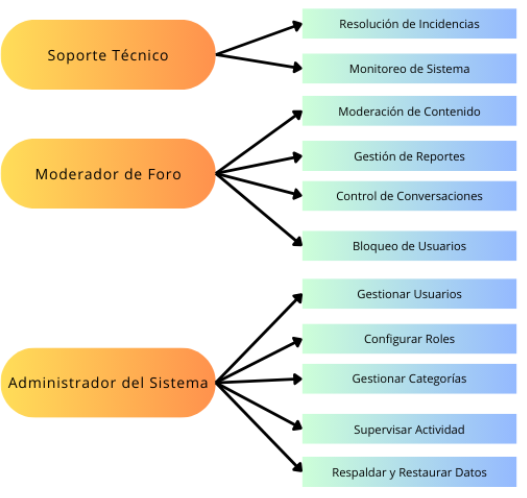 Soporte Técnico
Resolución de Incidencias
Monitoreo de Sistema
Moderador de Foro
Moderación de Contenido
Gestión de Reportes
Control de Conversaciones
Bloqueo de Usuarios
Administrador del Sistema
Gestionar Usuarios
Configurar Roles
Gestionar Categorías
Supervisar Actividad
Respaldar y Restaurar Datos